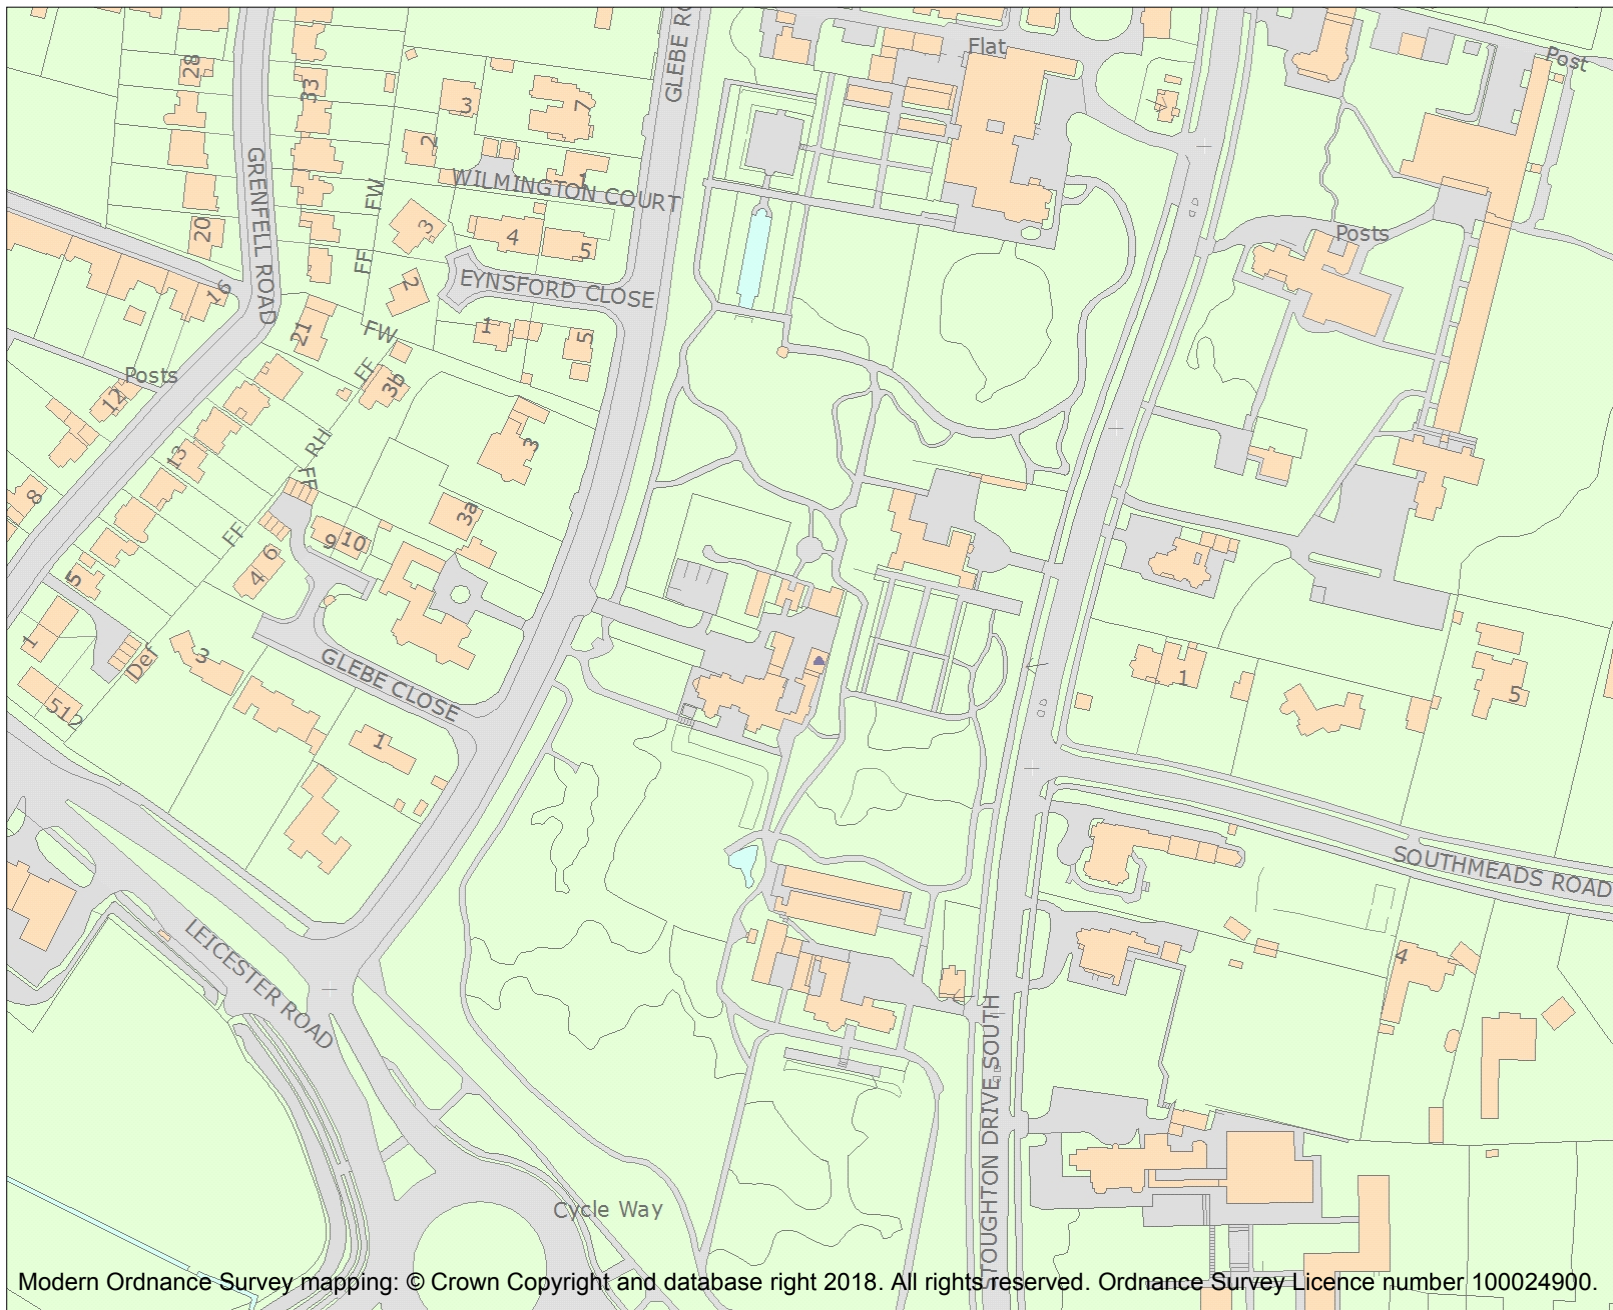 GLEBE RO
Flat
Post
28
33
3
7
2
1
WILMINGTON COURT
FW
GRENFELL ROAD
20
3
4
5
FF
EYNSFORD CLOSE
2
16
Posts
21
FW
1
5
Posts
12
FF
3b
3
RH
13
FF
8
3a
FF
9
10
6
4
5
1
Def
3
GLEBE CLOSE
512
1
1
5
SOUTHMEADS ROAD
LEICESTER ROAD
4
STOUGHTON DRIVE SOUTH
Cycle Way
Modern Ordnance Survey mapping: © Crown Copyright and database right 2018. All rights reserved. Ordnance Survey Licence number 100024900.